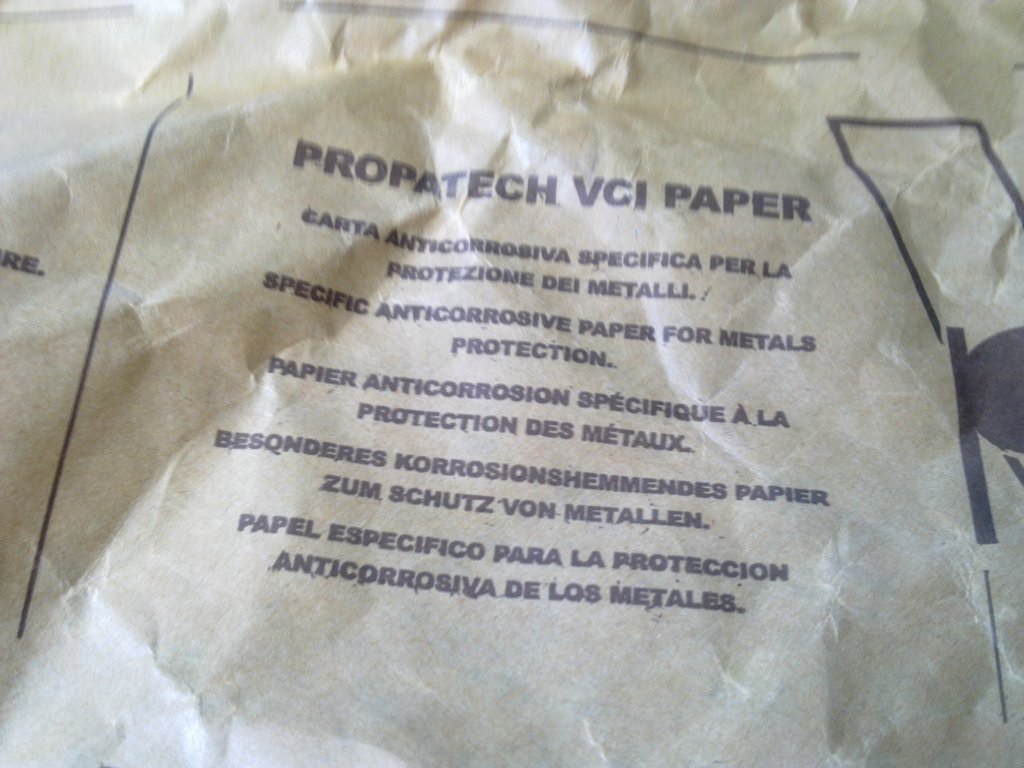 PROPATECH VCI PAPER
CARTA ANTICORROSIVA SPECIFICA PER LA
PROTEZIONE DEI METALLI.
SPECIFIC ANTICORROSIVE PAPER FOR METALS
PROTECTION.
PAPIER ANTICORROSION SPÉCIFIQUE À LA
PROTECTION DES MÉTAUX.
BESONDERES KORROSIONSHEMMENDES PAPIER
ZUM SCHUTZ VON METALLEN.
PAPEL ESPECIFICO PARA LA PROTECCION
ANTICORROSIVA DE LOS METALES.